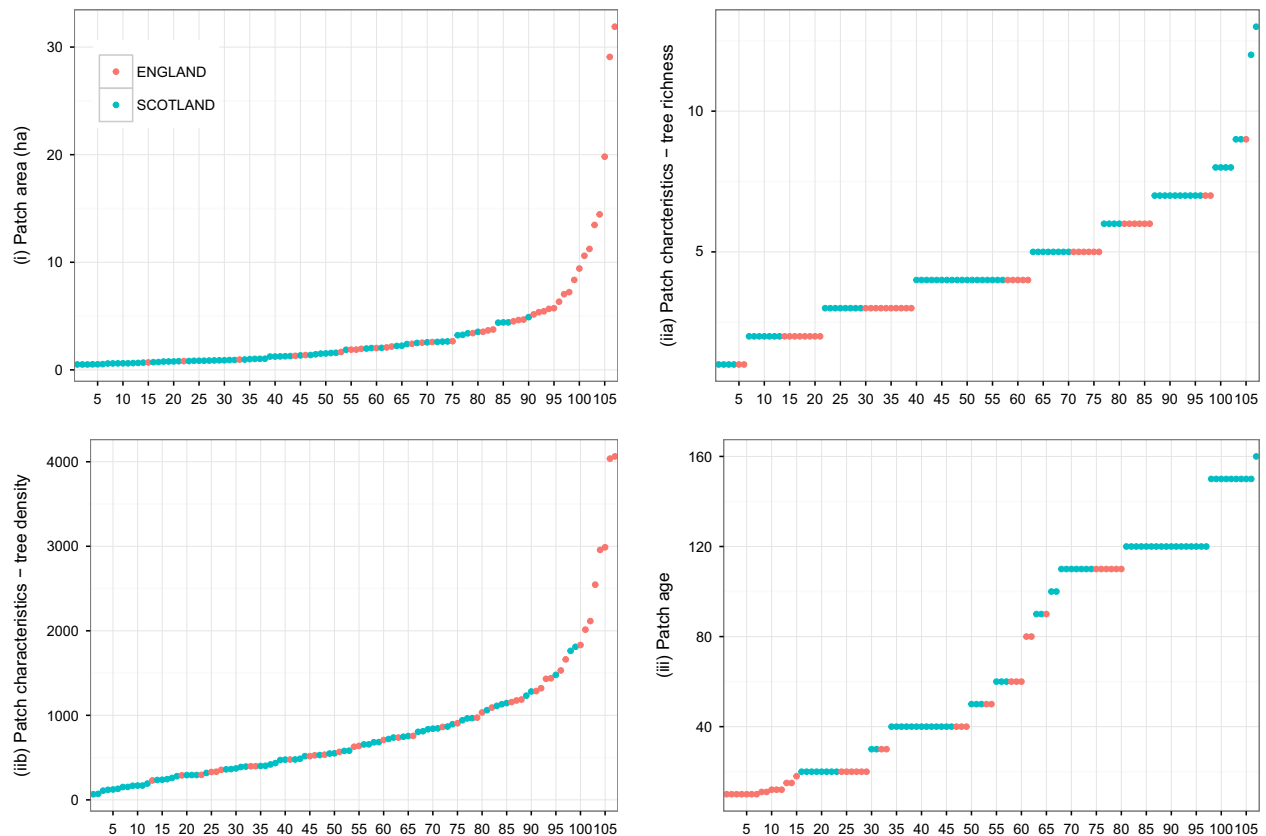 (i) Patch area (ha)
30
20
10
0
ENGLAND
SCOTLAND
5 10 15 20 25 30 35 40 45 50 55 60 65 70 75 80 85 90 95 100 105
(iia) Patch charcteristics − tree richness
10
5
5 10 15 20 25 30 35 40 45 50 55 60 65 70 75 80 85 90 95 100 105
(iib) Patch characteristics − tree density
4000
3000
2000
1000
0
5 10 15 20 25 30 35 40 45 50 55 60 65 70 75 80 85 90 95 100 105
(iii) Patch age
160
120
80
40
5 10 15 20 25 30 35 40 45 50 55 60 65 70 75 80 85 90 95 100 105